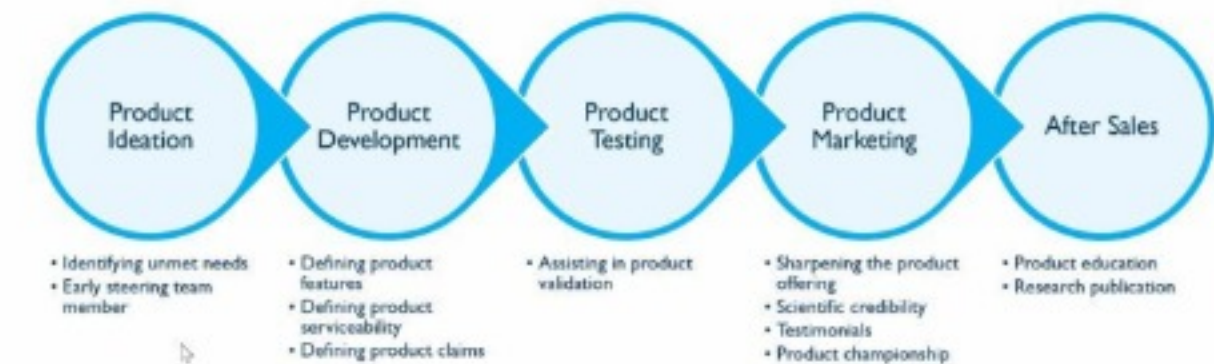 Product
Ideation
Product
Development
Product
Testing
Product
Marketing
After Sales
• Identifying unmet needs
• Early steering team
member
• Defining product
features
• Defining product
serviceability
• Defining product claims
• Assisting in product
validation
• Sharpening the product
offering
• Scientific credibility
• Testimonials
• Product championship
• Product education
• Research publication